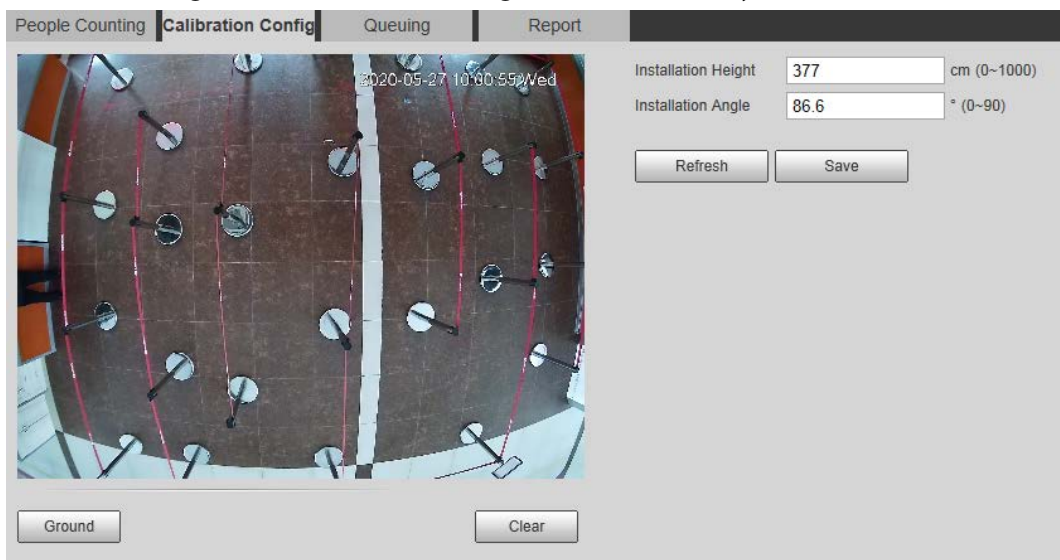 People Counting Calibration Config Queuing Report
2020-05-27 10:00:55 Wed
Installation Height 377 cm (0~1000)
Installation Angle 86.6 ° (0~90)
Refresh Save
Ground Clear